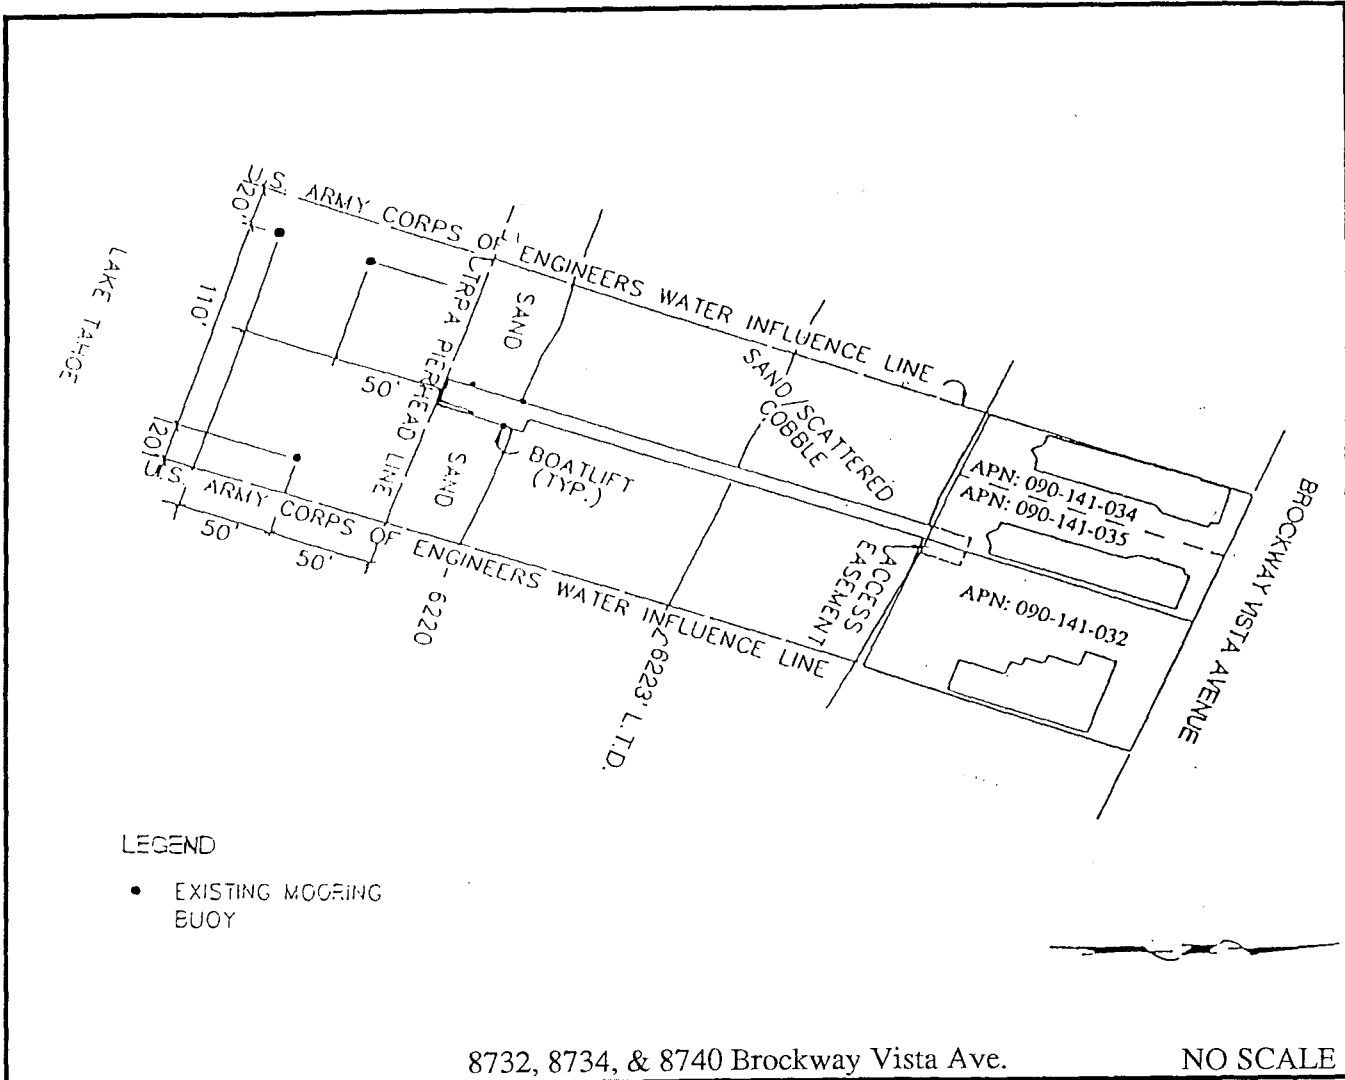 U.S. ARMY CORPS OF ENGINEERS WATER INFLUENCE LINE
20'
110'
20'
LAKE TAHOE
50'
TRPA PIERHEAD LINE
SAND
SAND
BOATLIFT
(TYP.)
SAND/SCATTERED
COBBLE
APN: 090-141-034
APN: 090-141-035
ACCESS
EASEMENT
APN: 090-141-032
BROCKWAY VISTA AVENUE
U.S. ARMY CORPS OF ENGINEERS WATER INFLUENCE LINE
50'
50'
6220
6223' L.T.D.
LEGEND
EXISTING MOORING
BUOY
8732, 8734, & 8740 Brockway Vista Ave.
NO SCALE